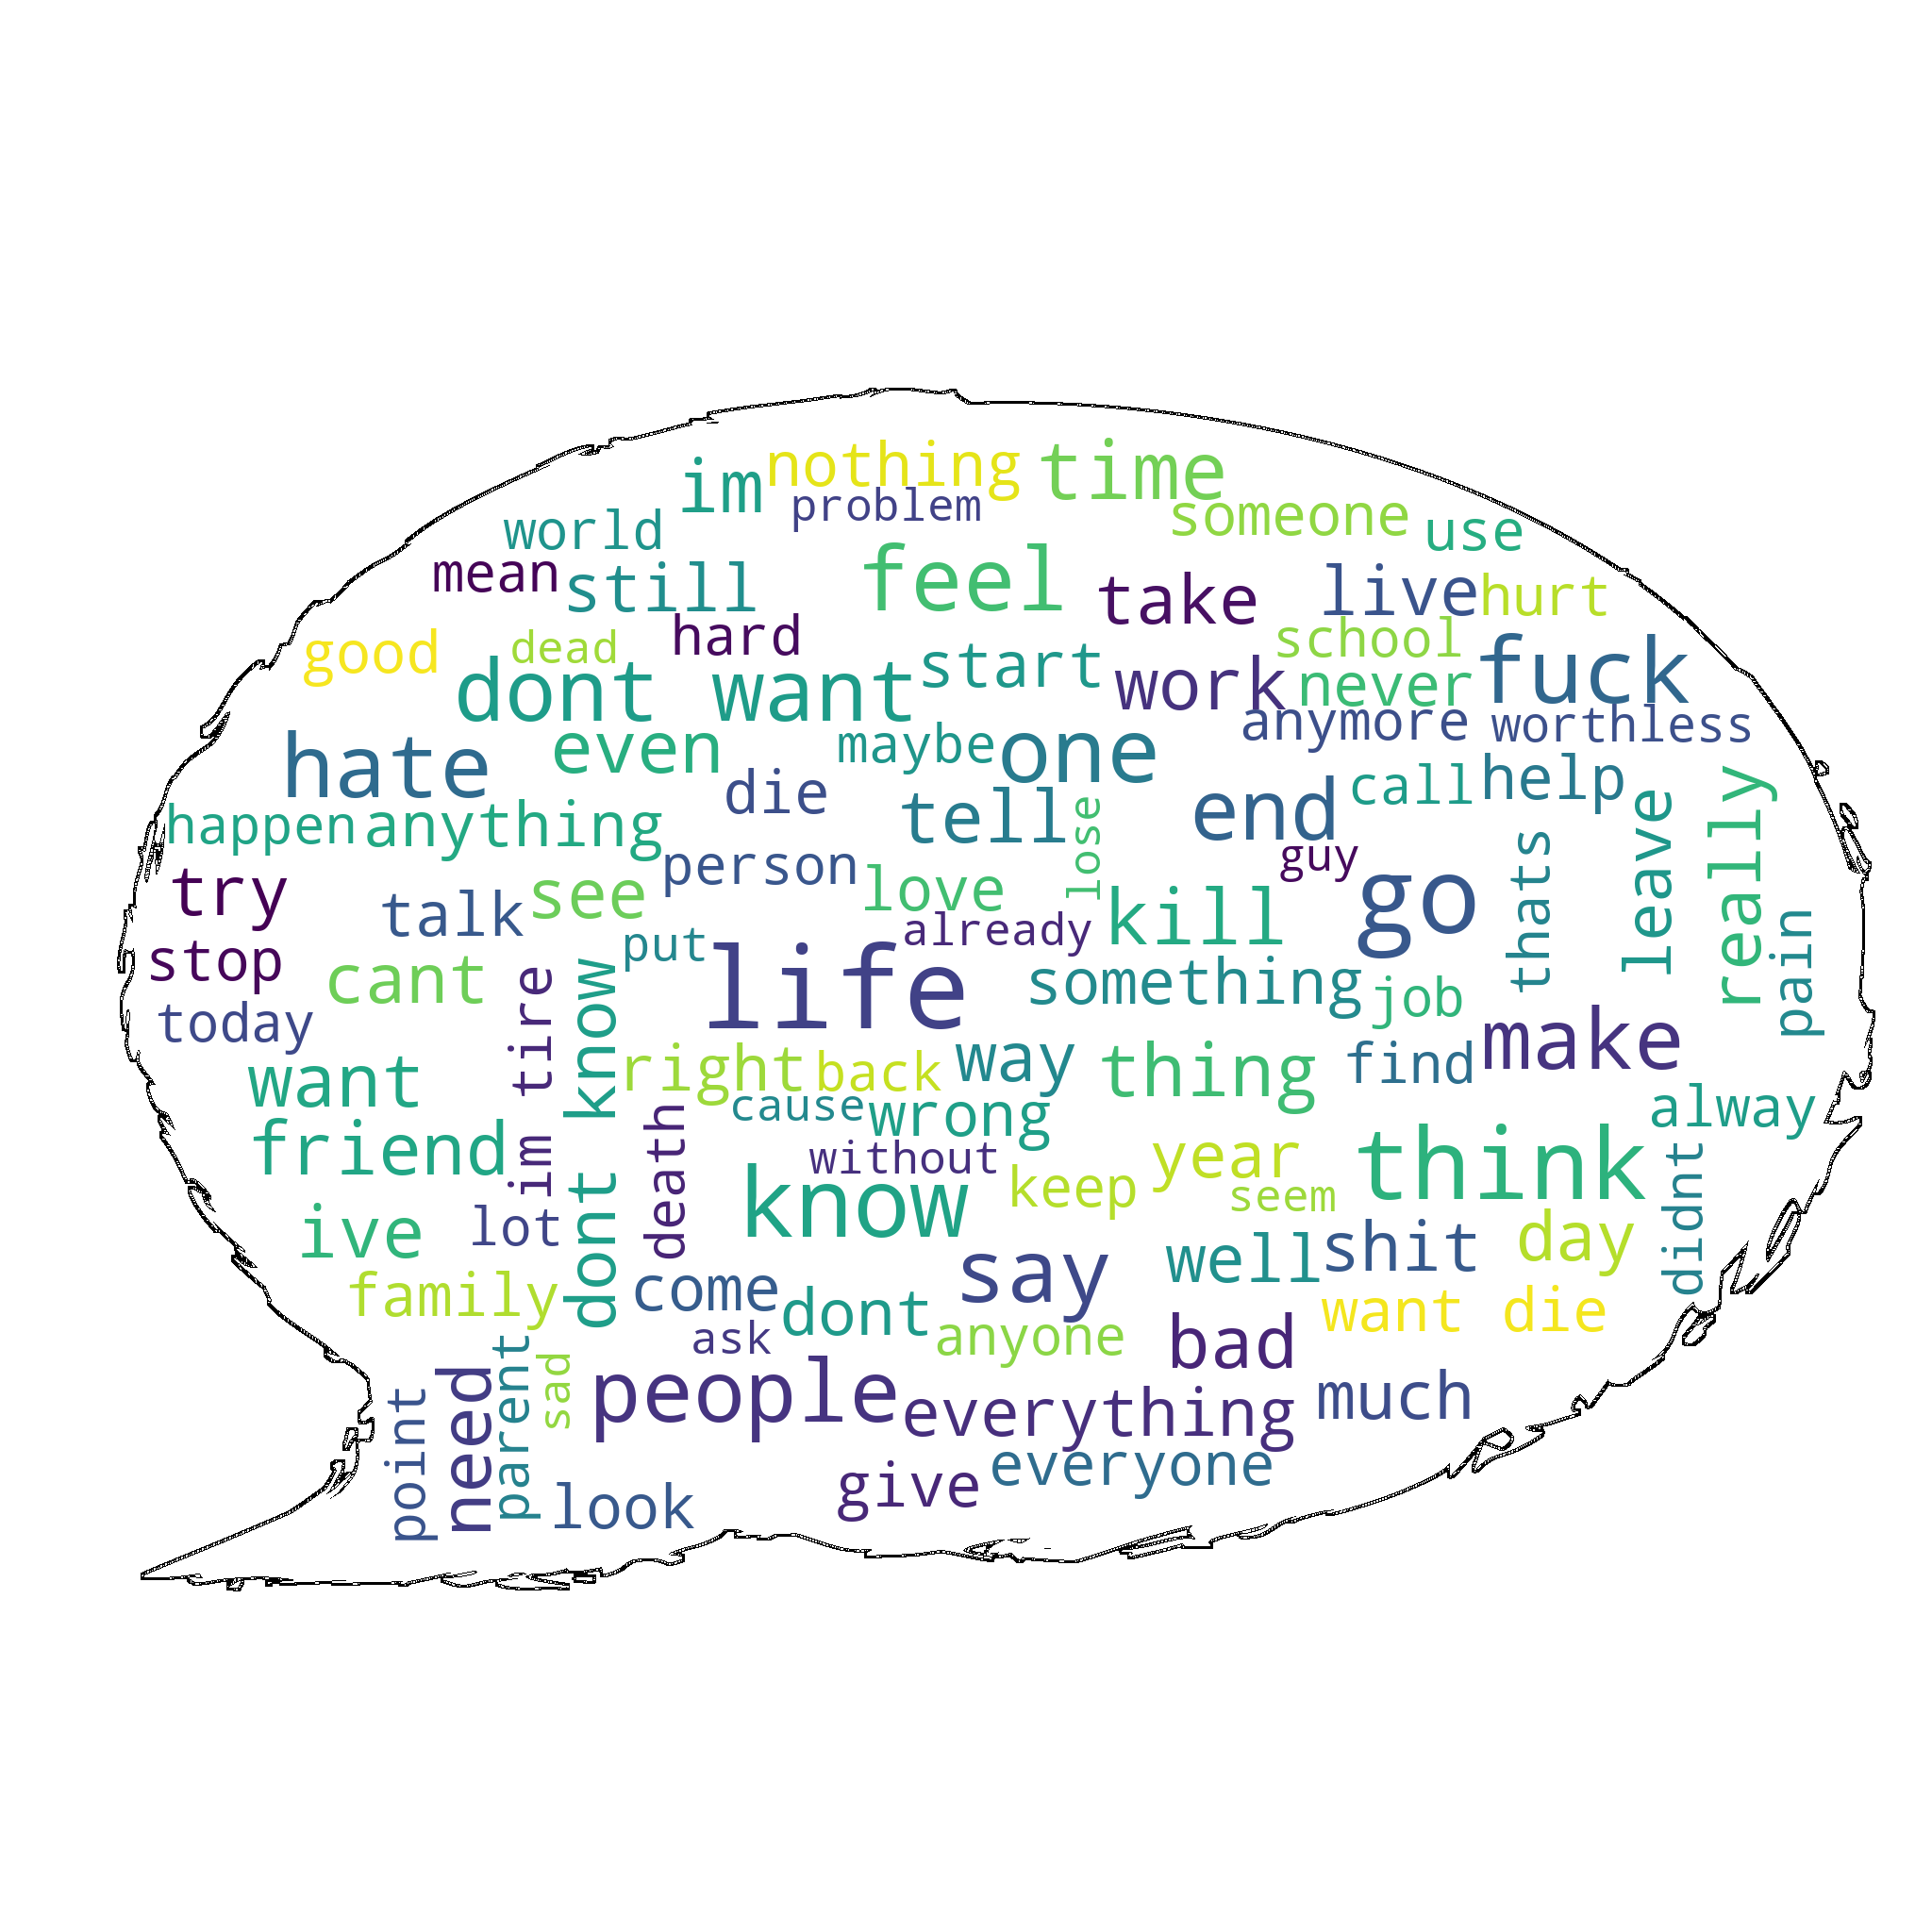 nothing time
im problem
world someone use
mean still feel take live hurt
good dead hard school
dont want start work never fuck
anymore worthless
hate even maybe one
die call help
happen anything tell lose end leave really
person guy
try see love thats
talk already kill go pain
stop put
cant life something job
today im tire dont know
want right back way thing find make
cause wrong alway
friend death without year think
know keep seem didnt
ive lot well shit day
say
family come dont want die
ask anyone bad
point need parent sad people everything much
everyone
look give